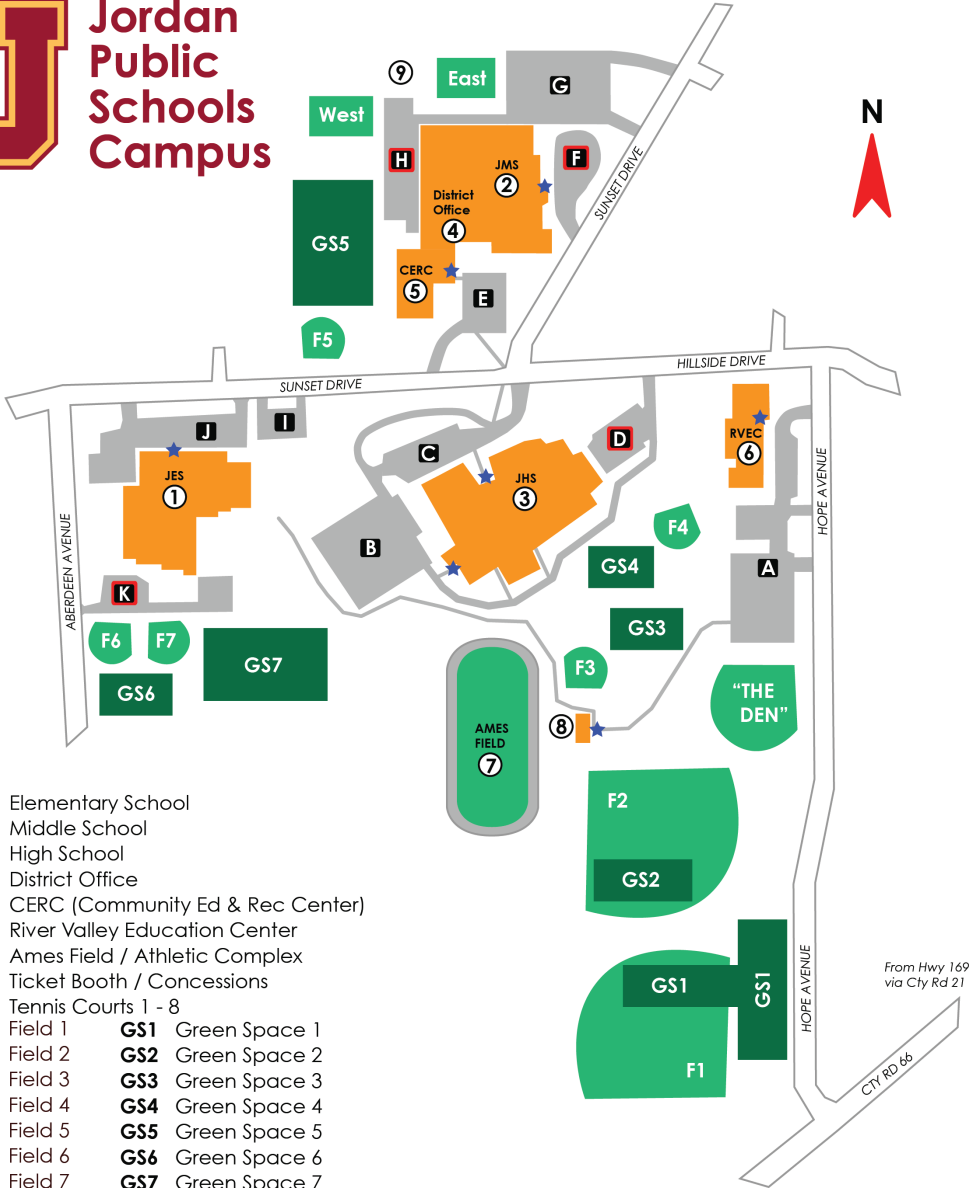 J
Jordan
Public
Schools
Campus
9
East
G
West
N
H
JMS
2
F
SUNSET DRIVE
District
Office
4
GS5
CERC
5
E
F5
HILLSIDE DRIVE
SUNSET DRIVE
I
J
D
RVEC
6
C
JES
1
JHS
3
HOPE AVENUE
F4
B
ABERDEEN AVENUE
GS4
A
K
GS3
F6
F7
GS7
F3
GS6
"THE
DEN"
8
AMES
FIELD
7
F2
Elementary School
Middle School
High School
GS2
District Office
CERC (Community Ed & Rec Center)
River Valley Education Center
Ames Field / Athletic Complex
Ticket Booth / Concessions
Tennis Courts 1 - 8
From Hwy 169
via Cty Rd 21
GS1
GS1
HOPE AVENUE
F1
CTY RD 66
Field 1 GS1 Green Space 1
Field 2 GS2 Green Space 2
Field 3 GS3 Green Space 3
Field 4 GS4 Green Space 4
Field 5 GS5 Green Space 5
Field 6 GS6 Green Space 6
Field 7 GS7 Green Space 7